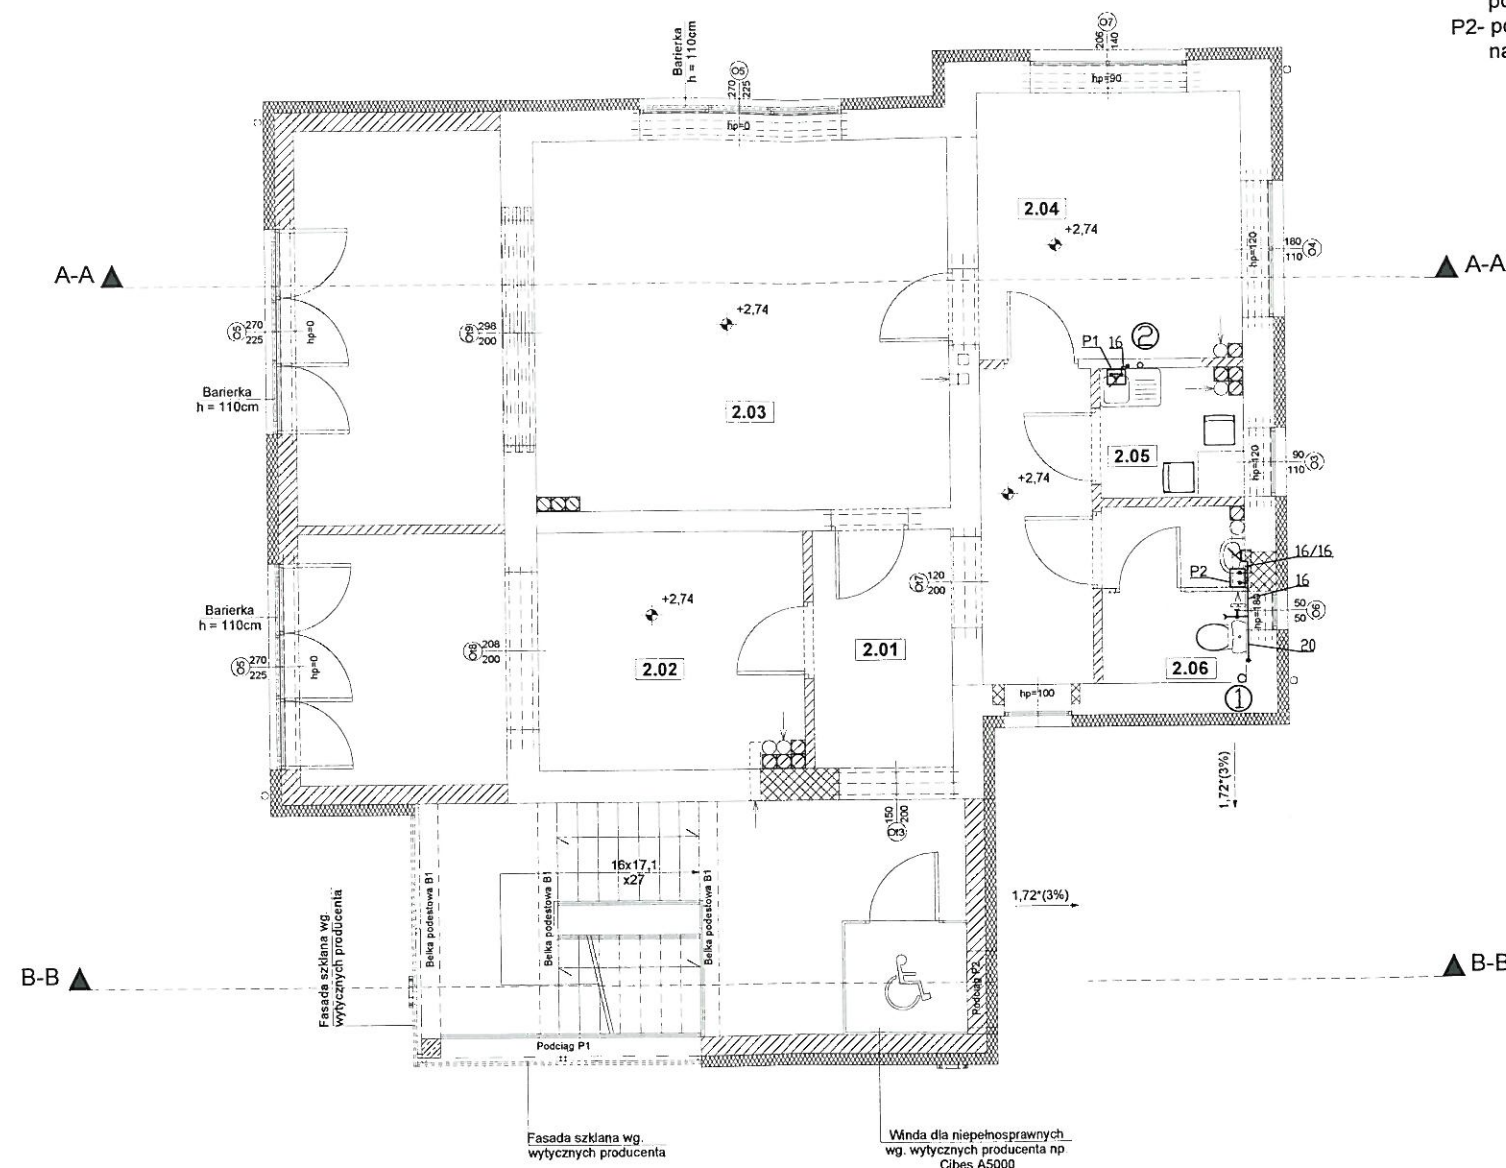 P2- po
na
Barierka
h = 110cm
O5
270
225
hp=0
O7
206
140
hp=90
2.04
+2,74
hp=120
180
110
O4
A-A
A-A
O5
270
225
hp=0
Barierka
h = 110cm
Ot9
298
200
+2,74
2.03
P1 16
2
2.05
hp=120
90
110
O3
+2,74
Barierka
h = 110cm
O5
270
225
hp=0
Ot8
208
200
+2,74
2.02
2.01
Ot7
120
200
P2
16/16
16
hp=180
50
50
O6
20
2.06
1
hp=100
1,72*(3%)
150
200
Ot3
16x17,1
x27
Belka podestowa B1
Belka podestowa B1
Belka podestowa B1
1,72*(3%)
Fasada szklana wg.
wytycznych producenta
B-B
B-B
Podciąg P2
Podciąg P1
Fasada szklana wg.
wytycznych producenta
Winda dla niepełnosprawnych
wg. wytycznych producenta np.
Cibes A5000